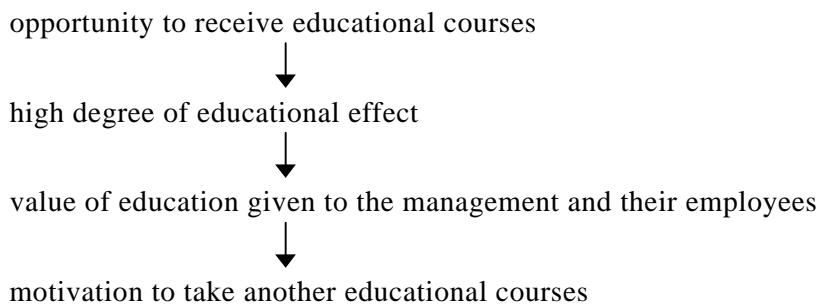 opportunity to receive educational courses
high degree of educational effect
value of education given to the management and their employees
motivation to take another educational courses